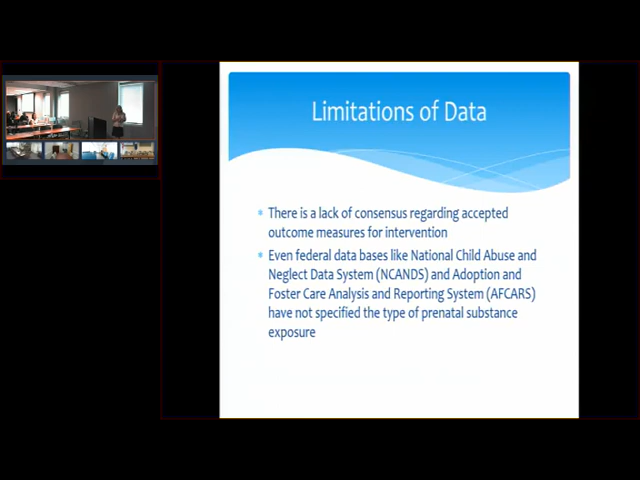 Limitations of Data
There is a lack of consensus regarding accepted
outcome measures for intervention
Even federal data bases like National Child Abuse and
Neglect Data System (NCANDS) and Adoption and
Foster Care Analysis and Reporting System (AFCARS)
have not specified the type of prenatal substance
exposure